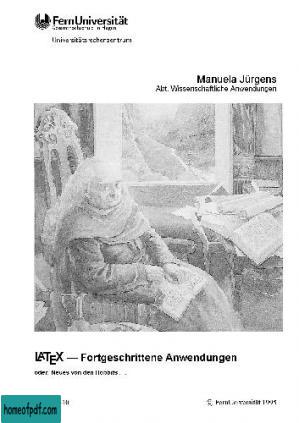 FernUniversität
Gesamthochschule in Hagen
Universitätsrechenzentrum
Manuela Jürgens
Abt. Wissenschaftliche Anwendungen
LATEX — Fortgeschrittene Anwendungen
oder: Neues von den Hobbits ...
homeofpdf.com
© FernUniversität 1995